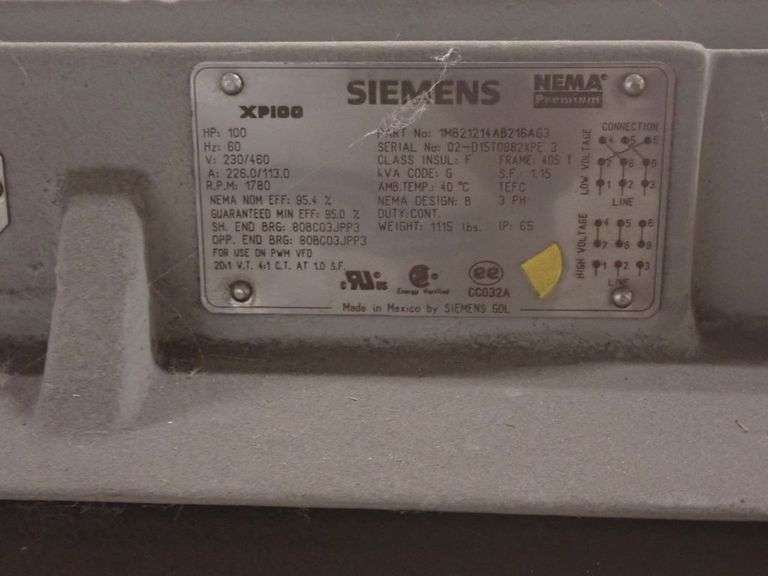 SIEMENS
NEMA
Premium
XP100
HP: 100
Hz: 60
V: 230/460
A: 226.0/113.0
R.P.M: 1780
NEMA NOM EFF: 95.4 %
GUARANTEED MIN EFF: 95.0 %
SH. END BRG: 80BC03JPP3
OPP. END BRG: 80BC03JPP3
FOR USE ON PWM VFD
20:1 V.T. 4:1 C.T. AT 1.0 S.F.
PART No: 1MB21214AB216AG3
SERIAL No:
CLASS INSUL: F FRAME: 405 T
kVA CODE: G S.F.: 1.15
AMB.TEMP.: 40 °C TEFC
NEMA DESIGN: B 3 PH
DUTY: CONT.
WEIGHT: 1115 lbs. IP: 65
CONNECTION
LOW VOLTAGE
4 6 5
7 8 9
1 2 3
LINE
HIGH VOLTAGE
4 5 6
7 8 9
1 2 3
LINE
c us
Energy Verified
ee
CC032A
Made in Mexico by SIEMENS GDL